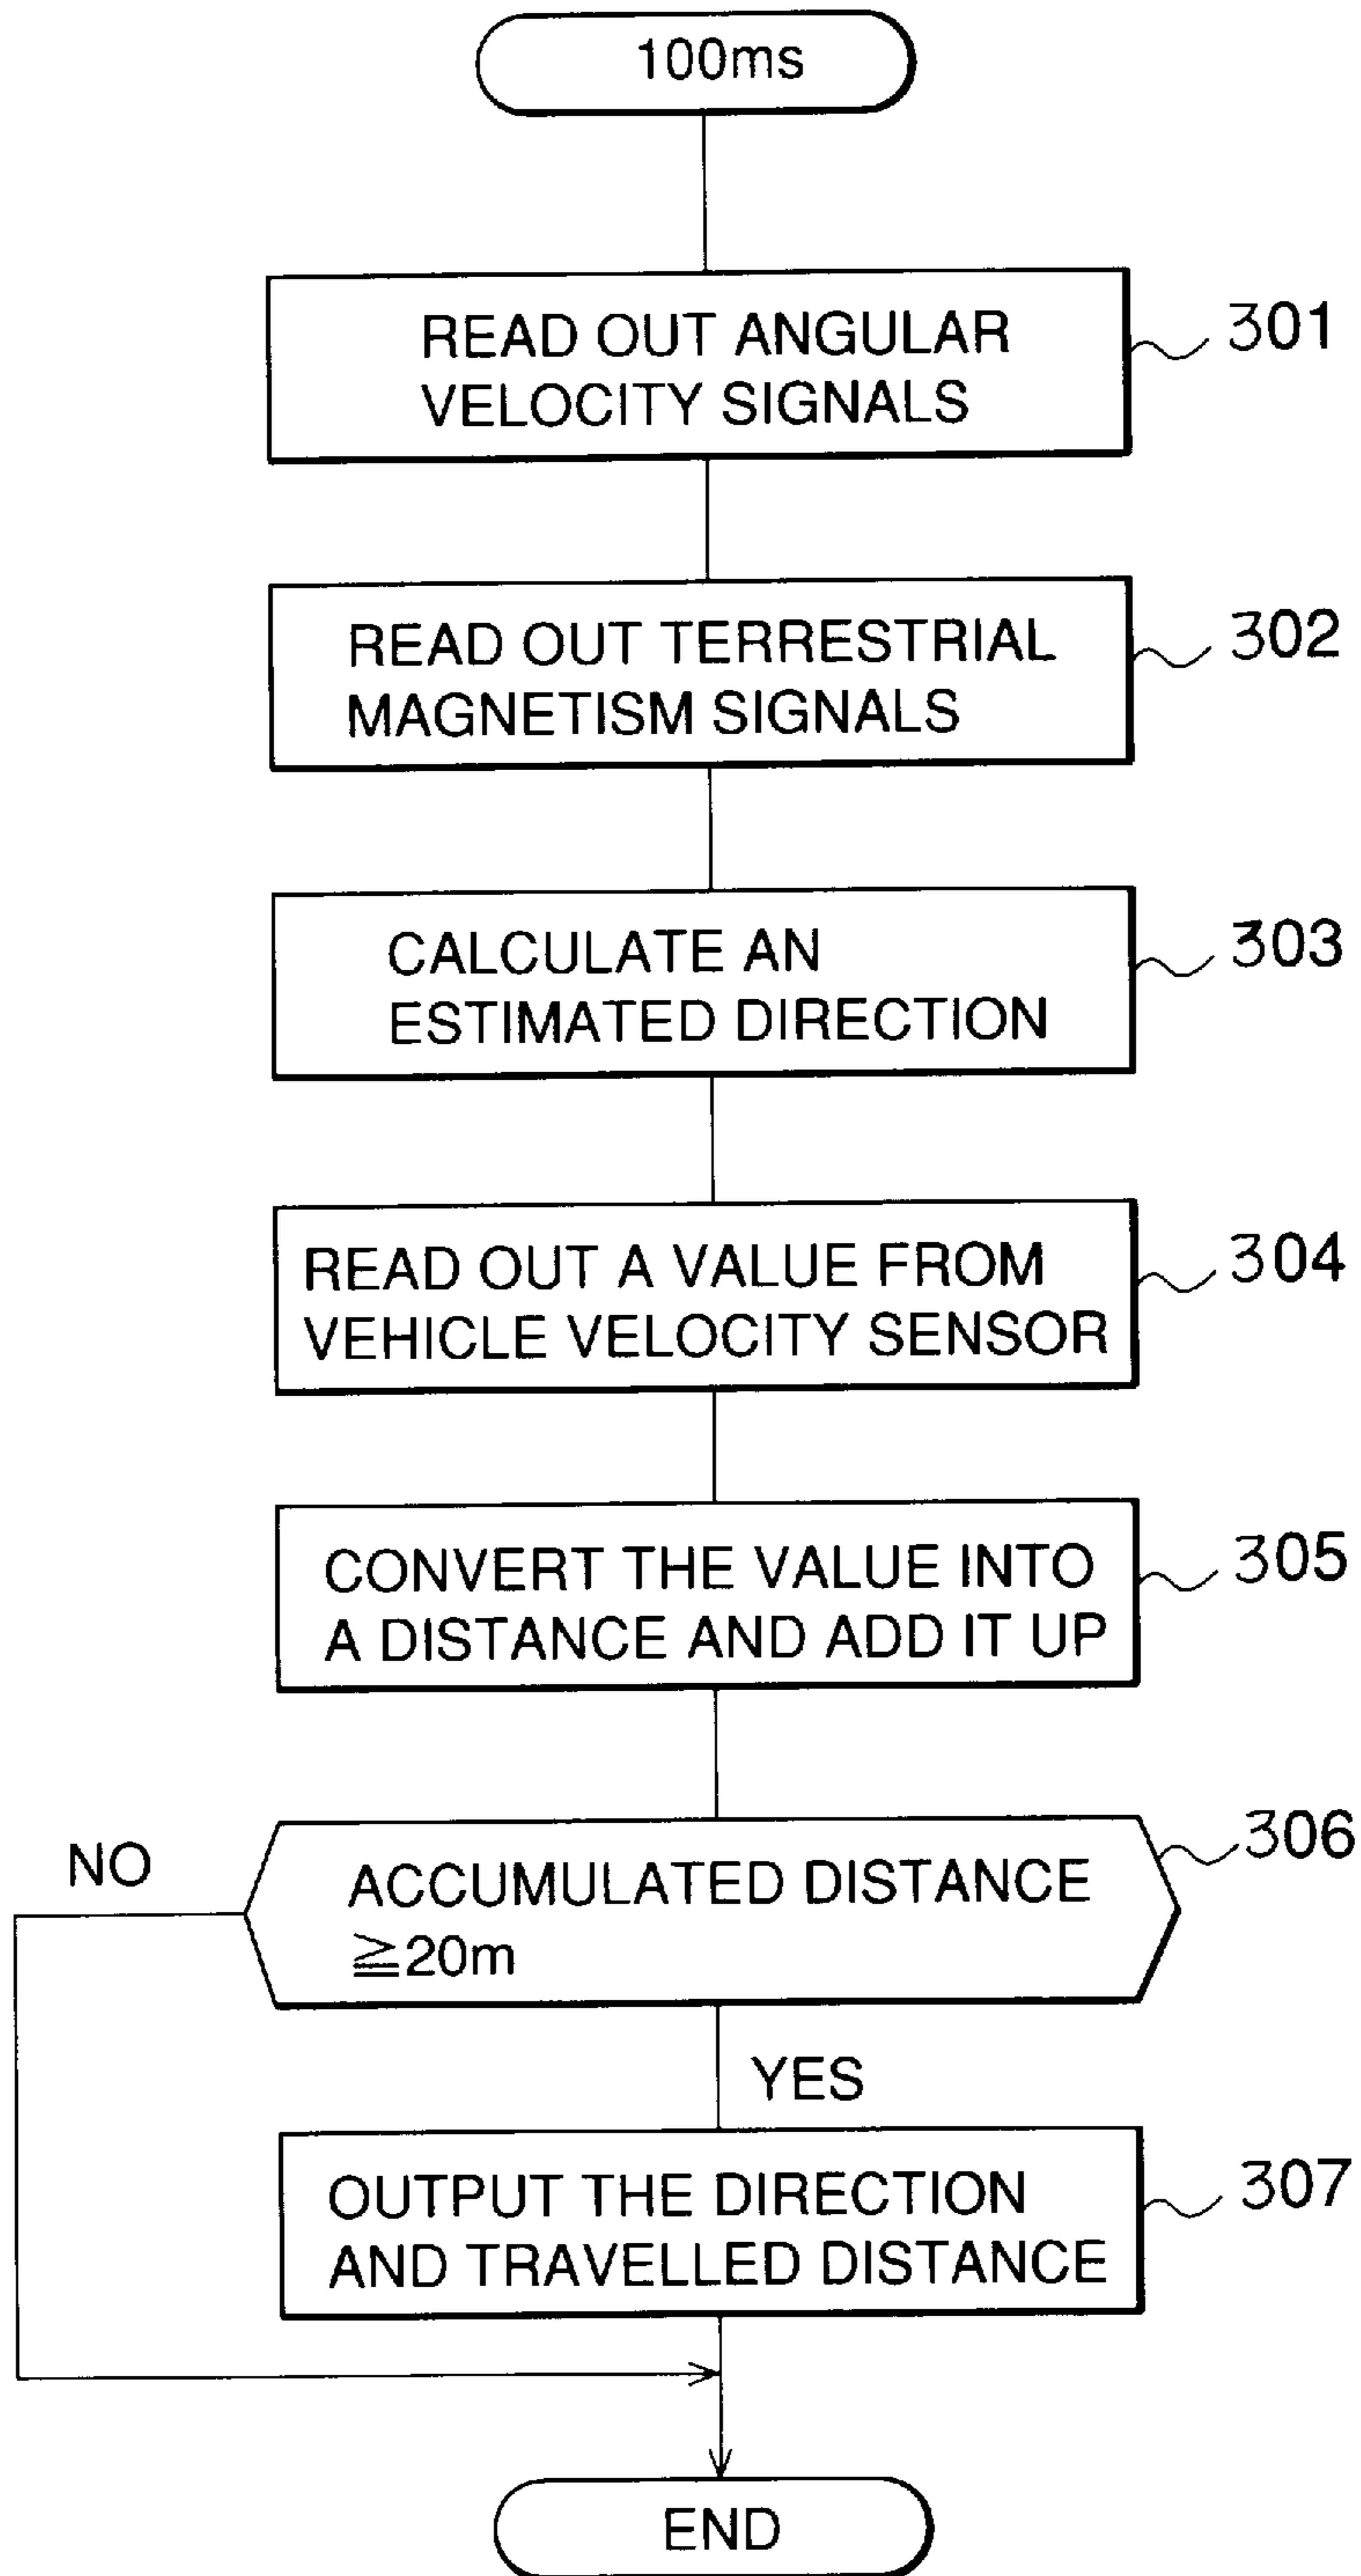 100ms
READ OUT ANGULAR
VELOCITY SIGNALS
301
READ OUT TERRESTRIAL
MAGNETISM SIGNALS
302
CALCULATE AN
ESTIMATED DIRECTION
303
READ OUT A VALUE FROM
VEHICLE VELOCITY SENSOR
304
CONVERT THE VALUE INTO
A DISTANCE AND ADD IT UP
305
NO
ACCUMULATED DISTANCE
≧20m
306
YES
OUTPUT THE DIRECTION
AND TRAVELLED DISTANCE
307
END